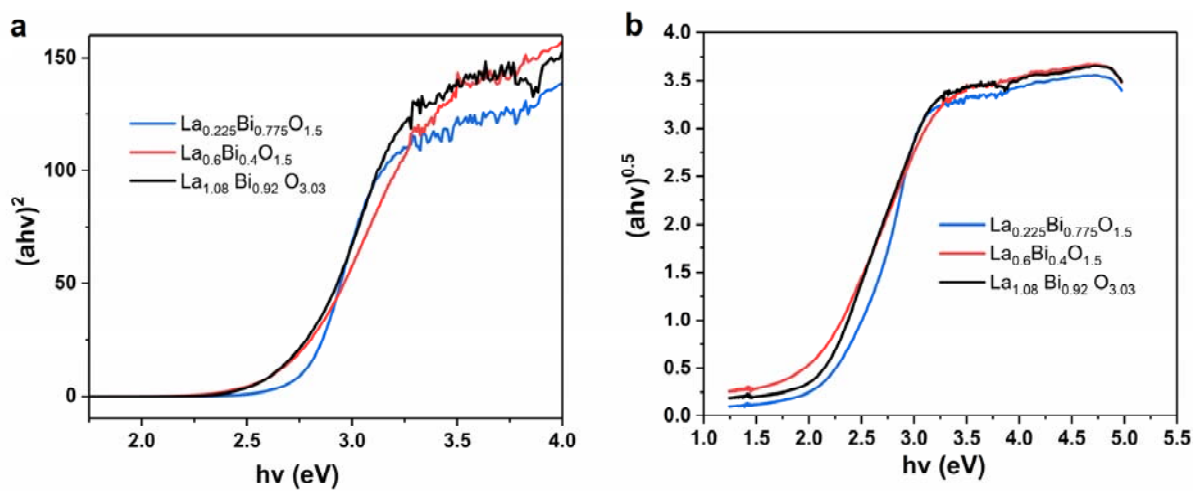 a
150
100
50
0
(ahv)²
2.0 2.5 3.0 3.5 4.0
hv (eV)
La₀.₂₂₅Bi₀.₇₇₅O₁.₅
La₀.₆Bi₀.₄O₁.₅
La₁.₀₈ Bi₀.₉₂ O₃.₀₃
b
4.0
3.5
3.0
2.5
2.0
1.5
1.0
0.5
0.0
(ahv)⁰·⁵
1.0 1.5 2.0 2.5 3.0 3.5 4.0 4.5 5.0 5.5
hv (eV)
La₀.₂₂₅Bi₀.₇₇₅O₁.₅
La₀.₆Bi₀.₄O₁.₅
La₁.₀₈ Bi₀.₉₂ O₃.₀₃